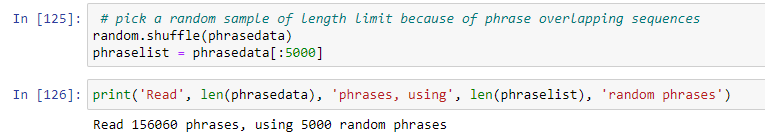 In [125]: # pick a random sample of length limit because of phrase overlapping sequences
random.shuffle(phrasedata)
phraselist = phrasedata[:5000]
In [126]: print('Read', len(phrasedata), 'phrases, using', len(phraselist), 'random phrases')
Read 156060 phrases, using 5000 random phrases